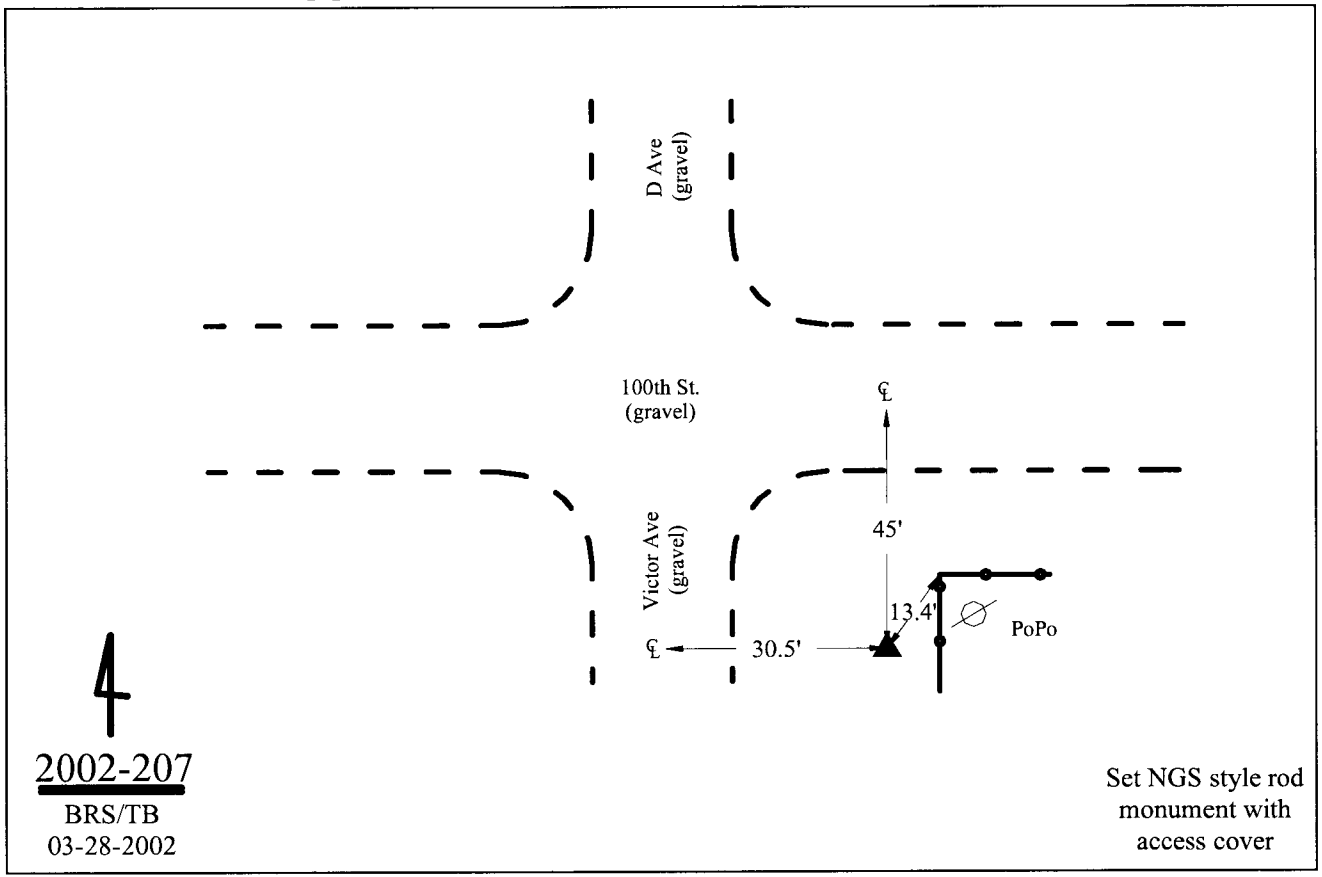 D Ave
(gravel)
100th St.
(gravel)
℄
45'
Victor Ave
(gravel)
13.4'
PoPo
℄
30.5'
2002-207
BRS/TB
03-28-2002
Set NGS style rod
monument with
access cover